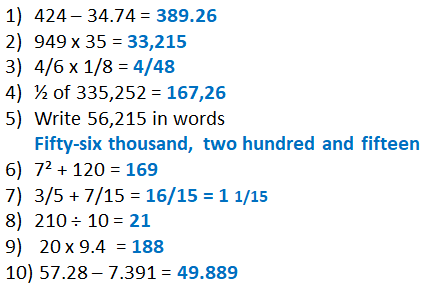 1) 424 – 34.74 = 389.26
2) 949 x 35 = 33,215
3) 4/6 x 1/8 = 4/48
4) ½ of 335,252 = 167,26
5) Write 56,215 in words
Fifty-six thousand, two hundred and fifteen
6) 7² + 120 = 169
7) 3/5 + 7/15 = 16/15 = 1 1/15
8) 210 ÷ 10 = 21
9) 20 x 9.4 = 188
10) 57.28 – 7.391 = 49.889